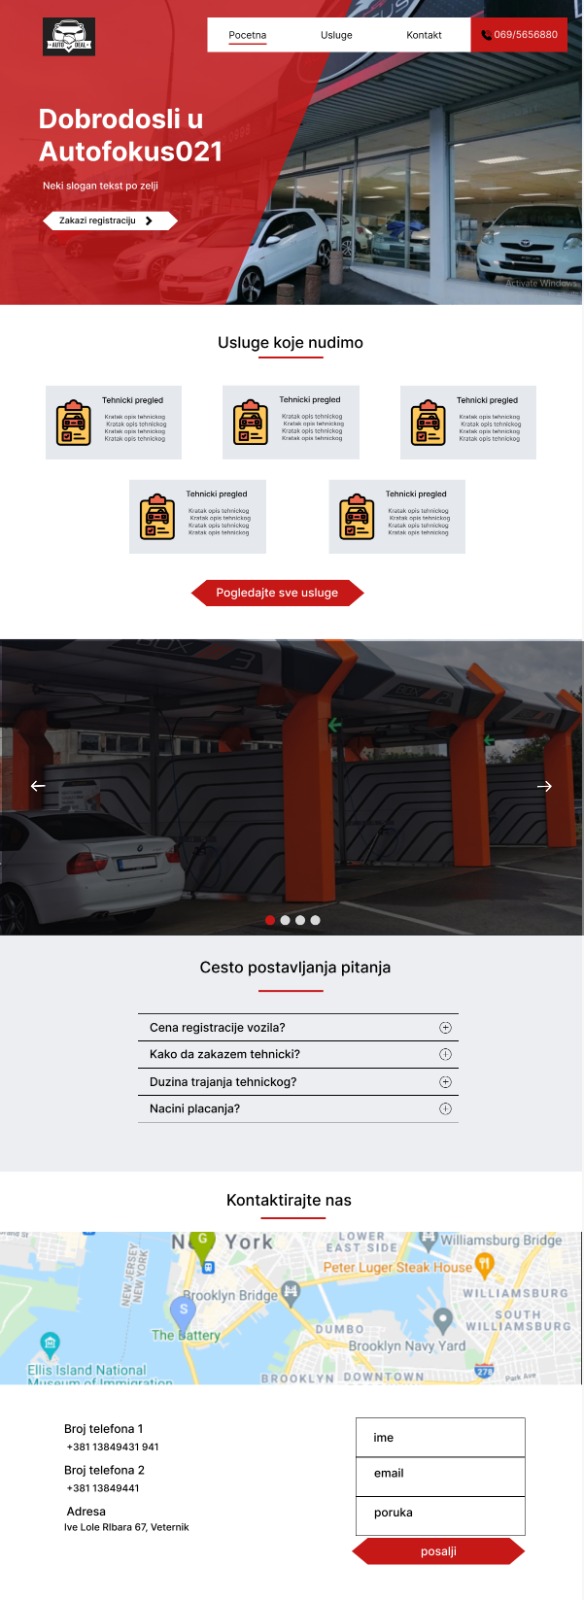 AUTO DEAL
Pocetna
Usluge
Kontakt
069/5656880
Dobrodosli u
Autofokus021
Neki slogan tekst po zelji
Zakazi registraciju
Activate Windows
Usluge koje nudimo
Tehnicki pregled
Kratak opis tehnickog
Kratak opis tehnickog
Kratak opis tehnickog
Kratak opis tehnickog
Tehnicki pregled
Kratak opis tehnickog
Kratak opis tehnickog
Kratak opis tehnickog
Kratak opis tehnickog
Tehnicki pregled
Kratak opis tehnickog
Kratak opis tehnickog
Kratak opis tehnickog
Kratak opis tehnickog
Tehnicki pregled
Kratak opis tehnickog
Kratak opis tehnickog
Kratak opis tehnickog
Kratak opis tehnickog
Tehnicki pregled
Kratak opis tehnickog
Kratak opis tehnickog
Kratak opis tehnickog
Kratak opis tehnickog
Pogledajte sve usluge
BOX 3
Cesto postavljanja pitanja
Cena registracije vozila?
Kako da zakazem tehnicki?
Duzina trajanja tehnickog?
Nacini placanja?
Kontaktirajte nas
New York
G
LOWER
EAST SIDE
Williamsburg Bridge
NEW JERSEY
NEW YORK
Peter Luger Steak House
Brooklyn Bridge
WILLIAMSBURG
S
The Battery
DUMBO
SOUTH
WILLIAMSBURG
Brooklyn Navy Yard
Ellis Island National
Museum of Immigration
BROOKLYN
DOWNTOWN
278
Park Ave
Broj telefona 1
+381 13849431 941
Broj telefona 2
+381 13849441
Adresa
Ive Lole RIbara 67, Veternik
ime
email
poruka
posalji